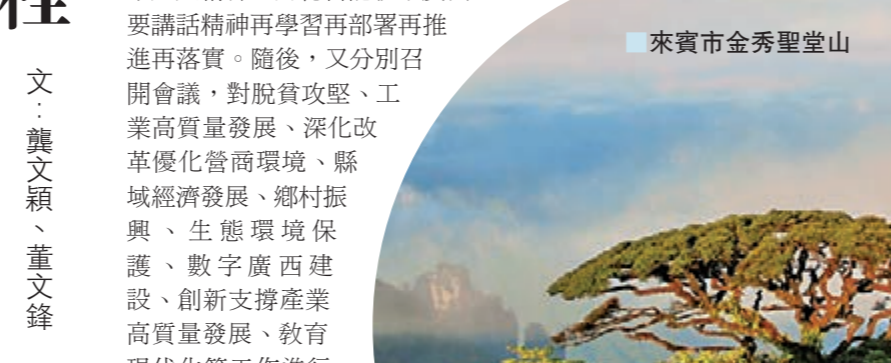 程
文：龔文穎、董文鋒
要講話精神再學習再部署再推
進再落實。隨後，又分別召
開會議，對脫貧攻堅、工
業高質量發展、深化改
革優化營商環境、縣
域經濟發展、鄉村振
興、生態環境保
護、數字廣西建
設、創新支撐產業
高質量發展、教育
來賓市金秀聖堂山